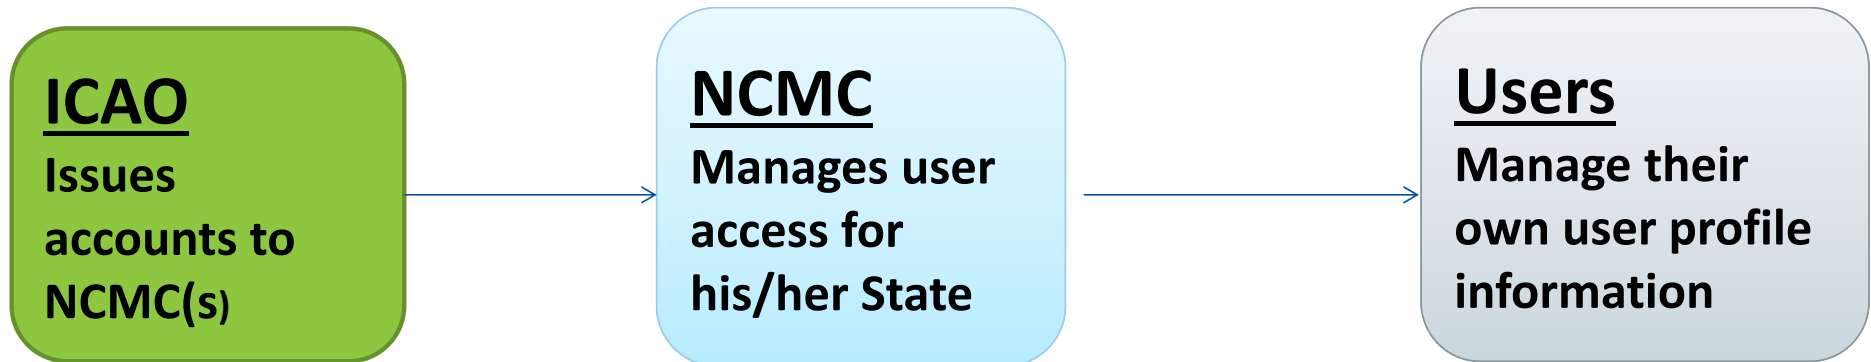 ICAO
Issues
accounts to
NCMC(s)
NCMC
Manages user
access for
his/her State
Users
Manage their
own user profile
information